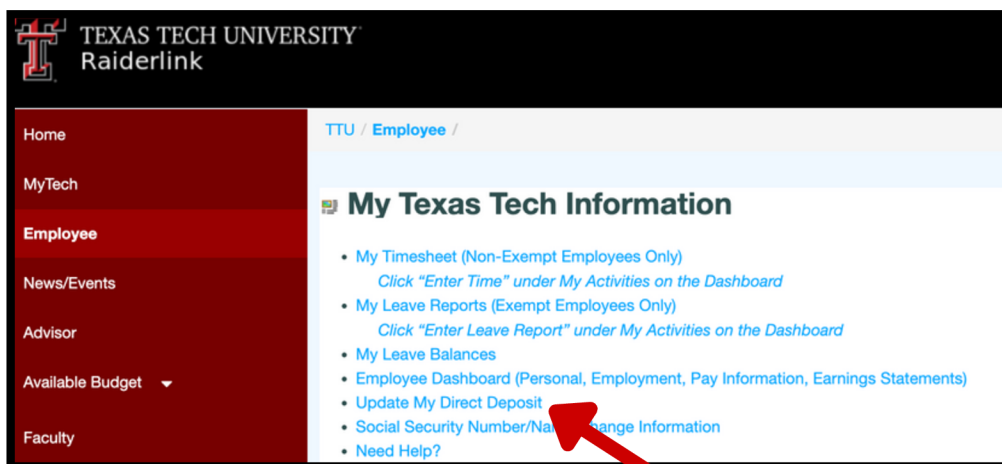 TEXAS TECH UNIVERSITY
Raiderlink
Home
MyTech
Employee
News/Events
Advisor
Available Budget
Faculty
TTU / Employee /
My Texas Tech Information
My Timesheet (Non-Exempt Employees Only)
Click “Enter Time” under My Activities on the Dashboard
My Leave Reports (Exempt Employees Only)
Click “Enter Leave Report” under My Activities on the Dashboard
My Leave Balances
Employee Dashboard (Personal, Employment, Pay Information, Earnings Statements)
Update My Direct Deposit
Social Security Information
Need Help?